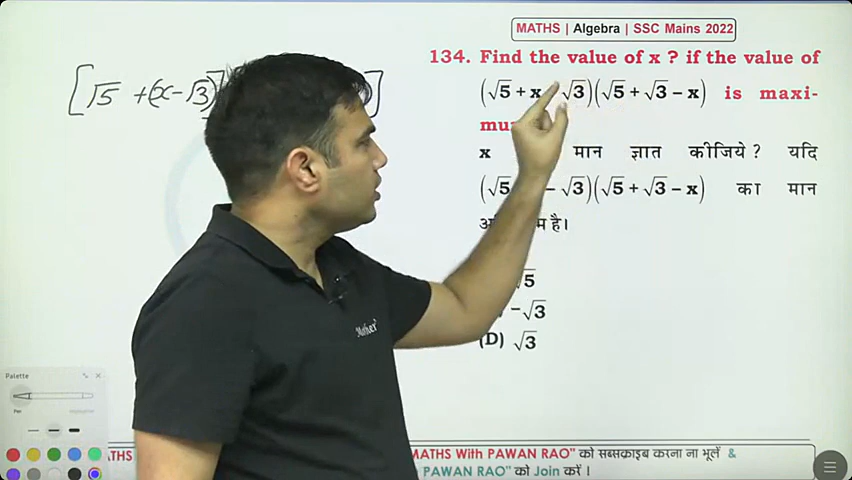 MATHS | Algebra | SSC Mains 2022
134. Find the value of x ? if the value of
(√5 + x √3)(√5 + √3 – x) is maxi-
x मान ज्ञात कीजिये ? यदि
(√5 – √3)(√5 + √3 – x) का मान
है।
√5
–√3
(D) √3
[√5 +(x–√3) ]
Mather
Palette
Pen
MATHS With PAWAN RAO" को सब्सक्राइब करना ना भूलें &
PAWAN RAO" को Join करें !